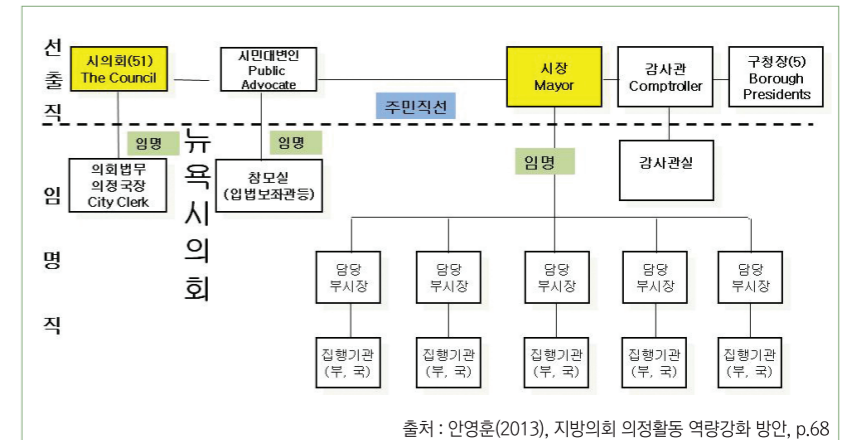 선
출
직
시의회(51)
The Council
시민대변인
Public
Advocate
시장
Mayor
감사관
Comptroller
구청장(5)
Borough
Presidents
주민직선
임명
임명
임명
뉴
욕
시
의
회
임
명
직
의회법무
의정국장
City Clerk
참모실
(입법보좌관등)
감사관실
담당
부시장
담당
부시장
담당
부시장
담당
부시장
담당
부시장
집행기관
(부, 국)
집행기관
(부, 국)
집행기관
(부, 국)
집행기관
(부, 국)
집행기관
(부, 국)
출처 : 안영훈(2013), 지방의회 의정활동 역량강화 방안, p.68